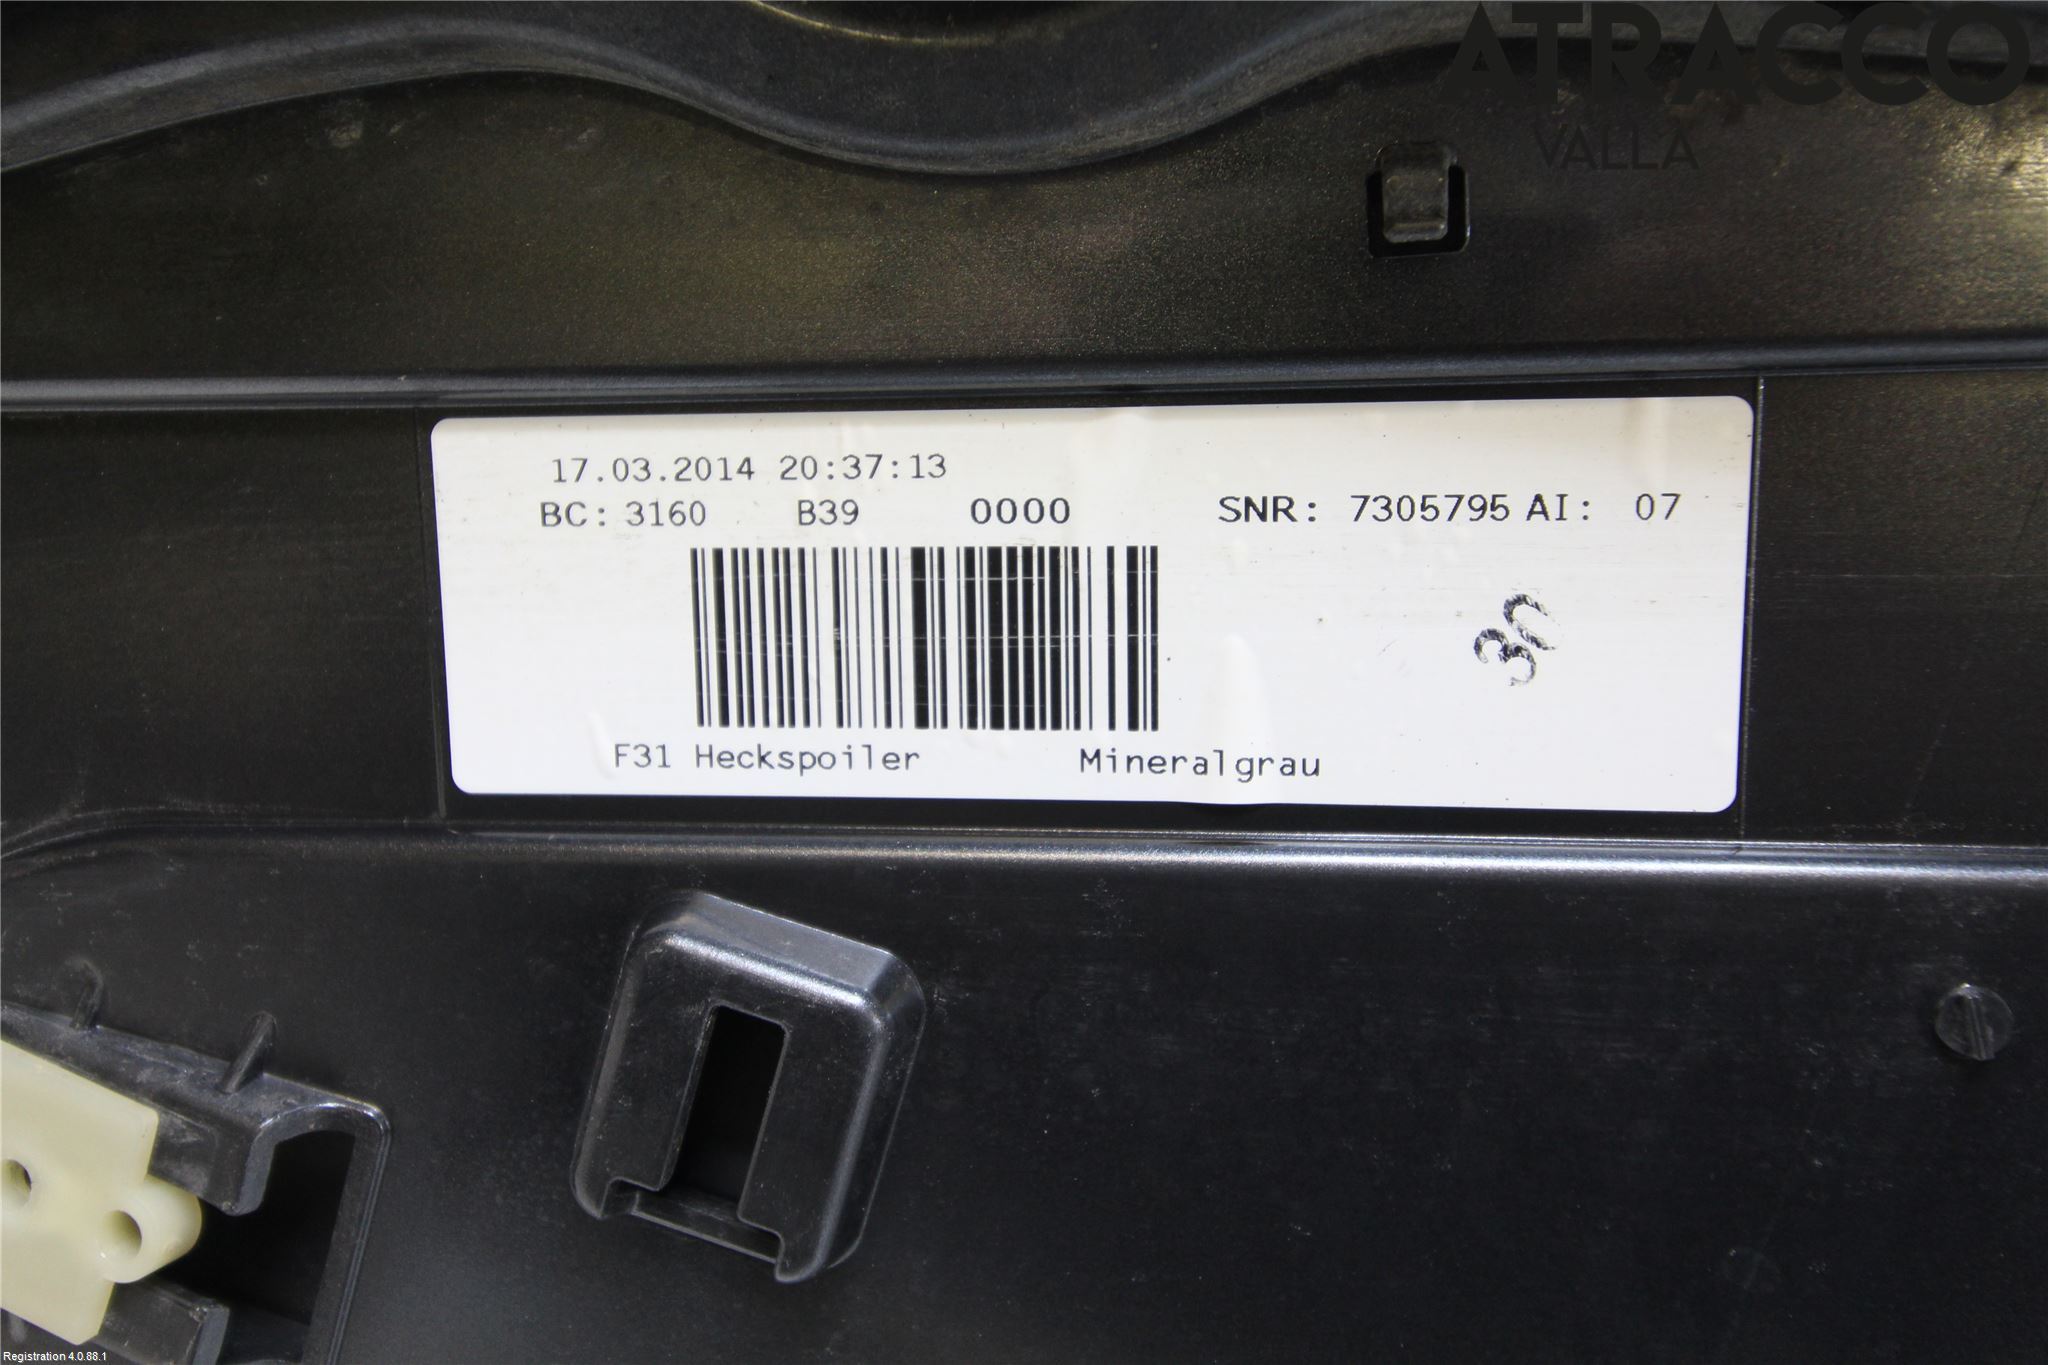 ATRACCO
VALLA
17.03.2014 20:37:13
BC: 3160 B39 0000 SNR: 7305795 AI: 07
30
F31 Heckspoiler Mineralgrau
Registration 4.0.88.1